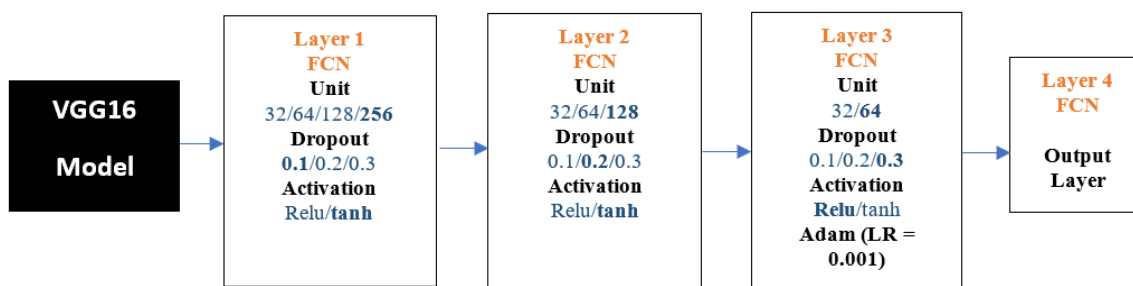 VGG16
Model
Layer 1
FCN
Unit
32/64/128/256
Dropout
0.1/0.2/0.3
Activation
Relu/tanh
Layer 2
FCN
Unit
32/64/128
Dropout
0.1/0.2/0.3
Activation
Relu/tanh
Layer 3
FCN
Unit
32/64
Dropout
0.1/0.2/0.3
Activation
Relu/tanh
Adam (LR =
0.001)
Layer 4
FCN
Output
Layer